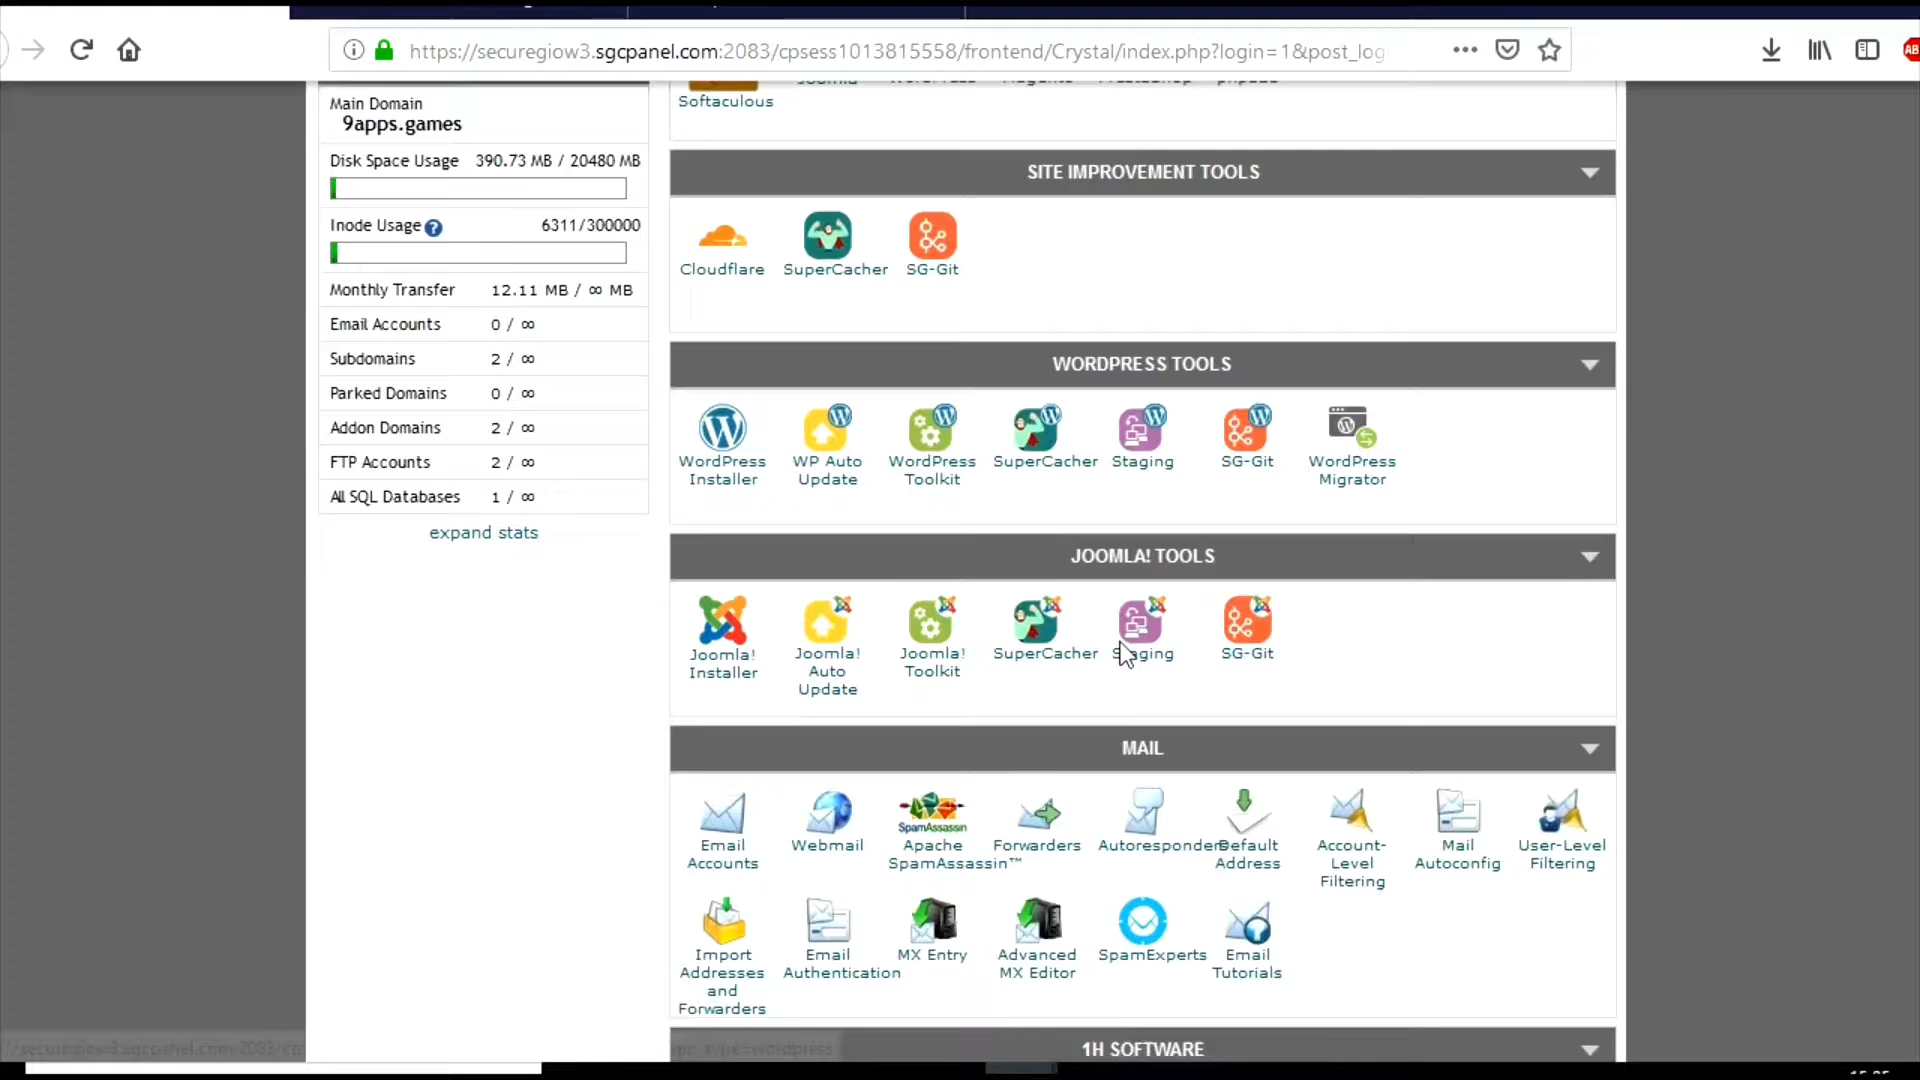 https://securegiow3.sgcpanel.com:2083/cpsess1013815558/frontend/Crystal/index.php?login=1&post_log
Main Domain
9apps.games
Disk Space Usage 390.73 MB / 20480 MB
Inode Usage ? 6311/300000
Monthly Transfer 12.11 MB / ∞ MB
Email Accounts 0 / ∞
Subdomains 2 / ∞
Parked Domains 0 / ∞
Addon Domains 2 / ∞
FTP Accounts 2 / ∞
All SQL Databases 1 / ∞
expand stats
Softaculous
SITE IMPROVEMENT TOOLS
Cloudflare SuperCacher SG-Git
WORDPRESS TOOLS
WordPress Installer
WP Auto Update
WordPress Toolkit
SuperCacher
Staging
SG-Git
WordPress Migrator
JOOMLA! TOOLS
Joomla! Installer
Joomla! Auto Update
Joomla! Toolkit
SuperCacher
Staging
SG-Git
MAIL
Email Accounts
Webmail
SpamAssassin
Apache SpamAssassin™
Forwarders
Autoresponders
Default Address
Account-Level Filtering
Mail Autoconfig
User-Level Filtering
Import Addresses and Forwarders
Email Authentication
MX Entry
Advanced MX Editor
SpamExperts
Email Tutorials
1H SOFTWARE